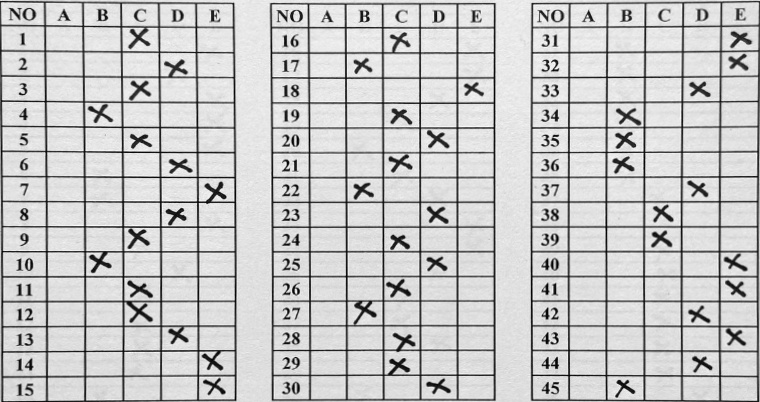 NO A B C D E NO A B C D E NO A B C D E
1 X 16 X 31 X
2 X 17 X 32 X
3 X 18 X 33 X
4 X 19 X 34 X
5 X 20 X 35 X
6 X 21 X 36 X
7 X 22 X 37 X
8 X 23 X 38 X
9 X 24 X 39 X
10 X 25 X 40 X
11 X 26 X 41 X
12 X 27 X 42 X
13 X 28 X 43 X
14 X 29 X 44 X
15 X 30 X 45 X